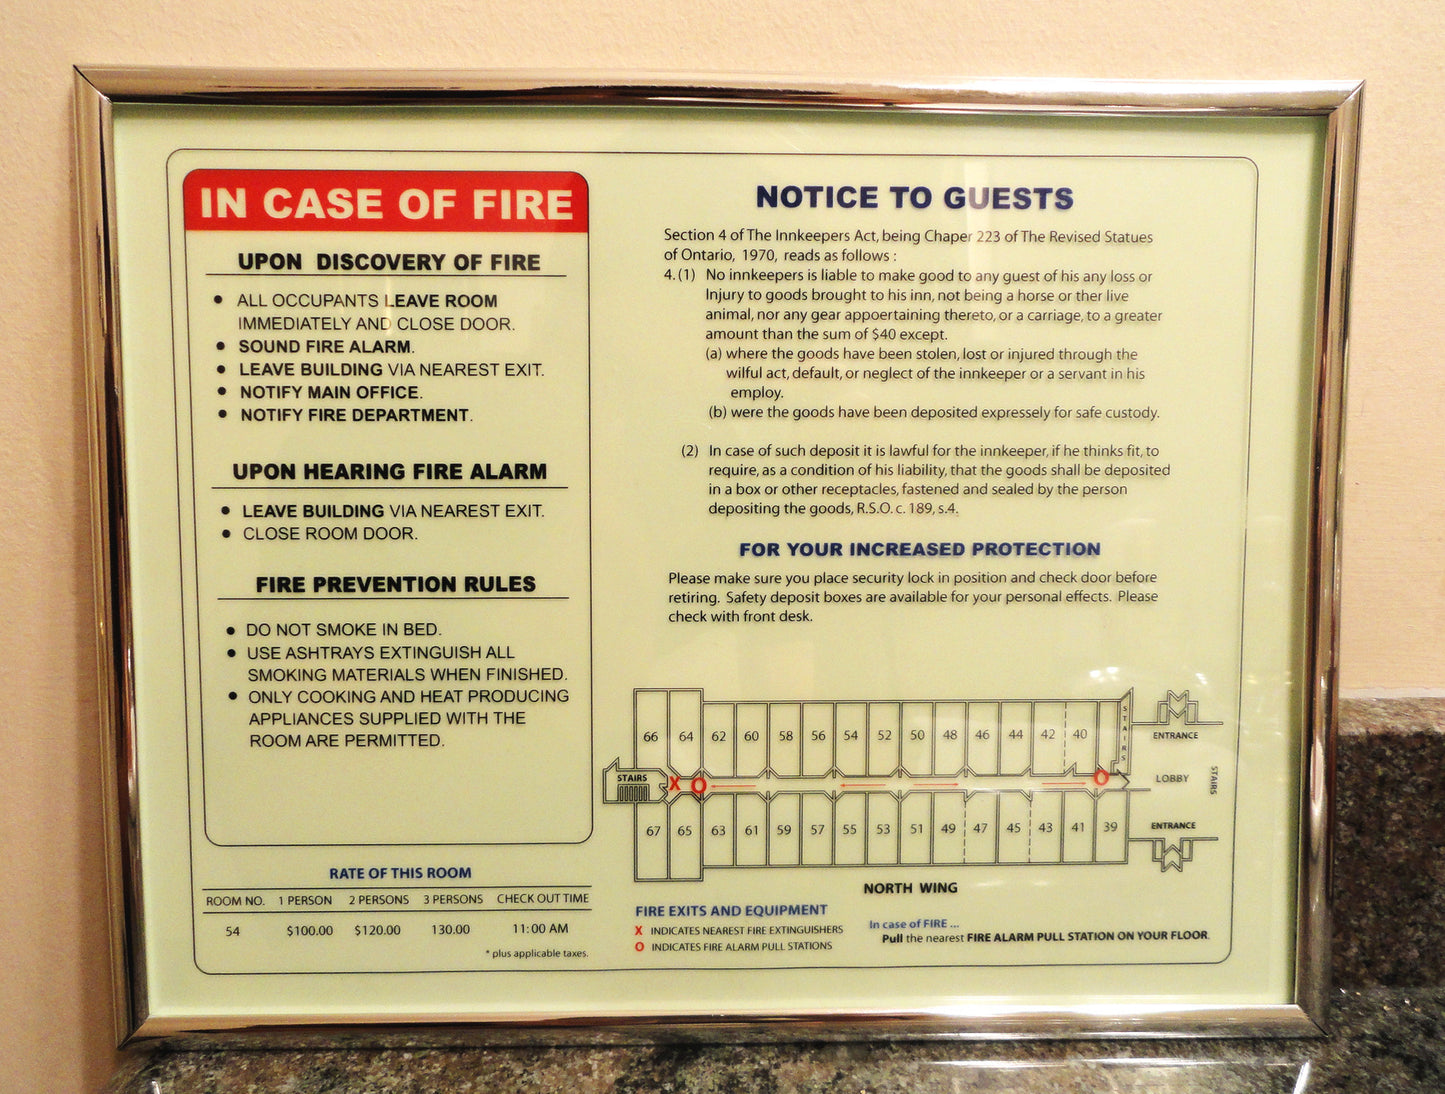 IN CASE OF FIRE
UPON DISCOVERY OF FIRE
● ALL OCCUPANTS LEAVE ROOM
IMMEDIATELY AND CLOSE DOOR.
● SOUND FIRE ALARM.
● LEAVE BUILDING VIA NEAREST EXIT.
● NOTIFY MAIN OFFICE.
● NOTIFY FIRE DEPARTMENT.
UPON HEARING FIRE ALARM
● LEAVE BUILDING VIA NEAREST EXIT.
● CLOSE ROOM DOOR.
FIRE PREVENTION RULES
● DO NOT SMOKE IN BED.
● USE ASHTRAYS EXTINGUISH ALL
SMOKING MATERIALS WHEN FINISHED.
● ONLY COOKING AND HEAT PRODUCING
APPLIANCES SUPPLIED WITH THE
ROOM ARE PERMITTED.
RATE OF THIS ROOM
ROOM NO. 1 PERSON 2 PERSONS 3 PERSONS CHECK OUT TIME
54 $100.00 $120.00 130.00 11:00 AM
* plus applicable taxes.
NOTICE TO GUESTS
Section 4 of The Innkeepers Act, being Chaper 223 of The Revised Statues
of Ontario, 1970, reads as follows :
4. (1) No innkeepers is liable to make good to any guest of his any loss or
Injury to goods brought to his inn, not being a horse or ther live
animal, nor any gear appoertaining thereto, or a carriage, to a greater
amount than the sum of $40 except.
(a) where the goods have been stolen, lost or injured through the
wilful act, default, or neglect of the innkeeper or a servant in his
employ.
(b) were the goods have been deposited expressely for safe custody.
(2) In case of such deposit it is lawful for the innkeeper, if he thinks fit, to
require, as a condition of his liability, that the goods shall be deposited
in a box or other receptacles, fastened and sealed by the person
depositing the goods, R.S.O. c. 189, s.4.
FOR YOUR INCREASED PROTECTION
Please make sure you place security lock in position and check door before
retiring. Safety deposit boxes are available for your personal effects. Please
check with front desk.
66 64 62 60 58 56 54 52 50 48 46 44 42 40 STAIRS ENTRANCE
STAIRS X O O LOBBY STAIRS
67 65 63 61 59 57 55 53 51 49 47 45 43 41 39 ENTRANCE
NORTH WING
FIRE EXITS AND EQUIPMENT
X INDICATES NEAREST FIRE EXTINGUISHERS
O INDICATES FIRE ALARM PULL STATIONS
In case of FIRE ...
Pull the nearest FIRE ALARM PULL STATION ON YOUR FLOOR.